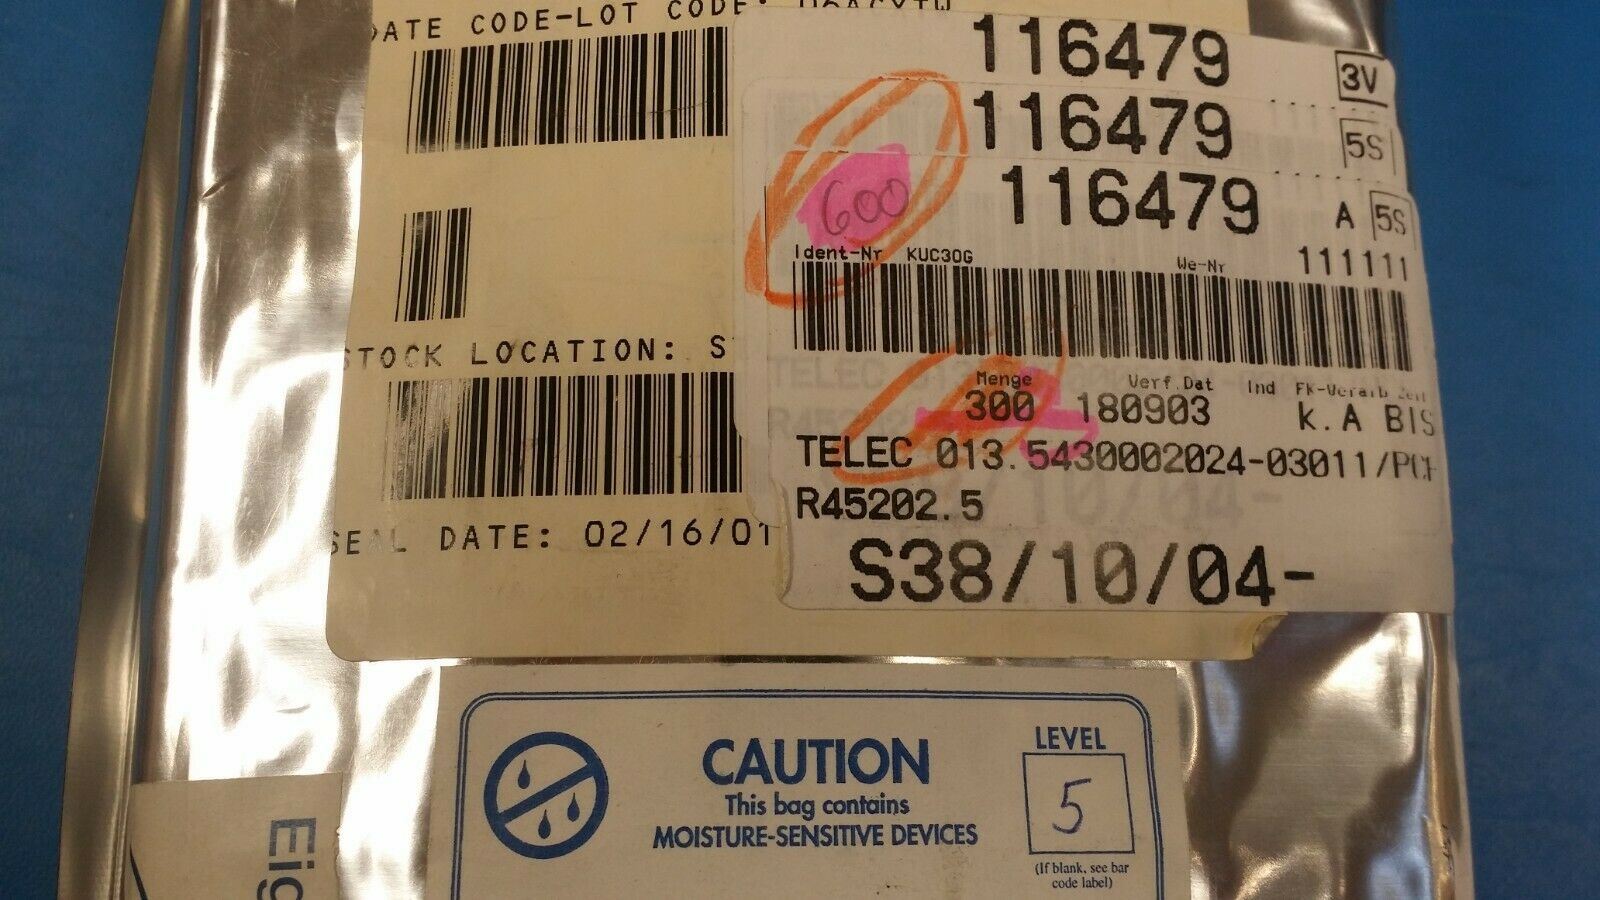 DATE CODE-LOT CODE:
STOCK LOCATION: S
SEAL DATE: 02/16/01
116479 3V
116479 5S
116479 A 5S
600
Ident-Nr KUC30G We-Nr 111111
Menge Verf.Dat Ind FK-Verarb
300 180903 k.A BIS
TELEC 013.5430002024-03011/PCF
R45202.5
S38/10/04-
CAUTION
This bag contains
MOISTURE-SENSITIVE DEVICES
LEVEL
5
(If blank, see bar
code label)
Eig